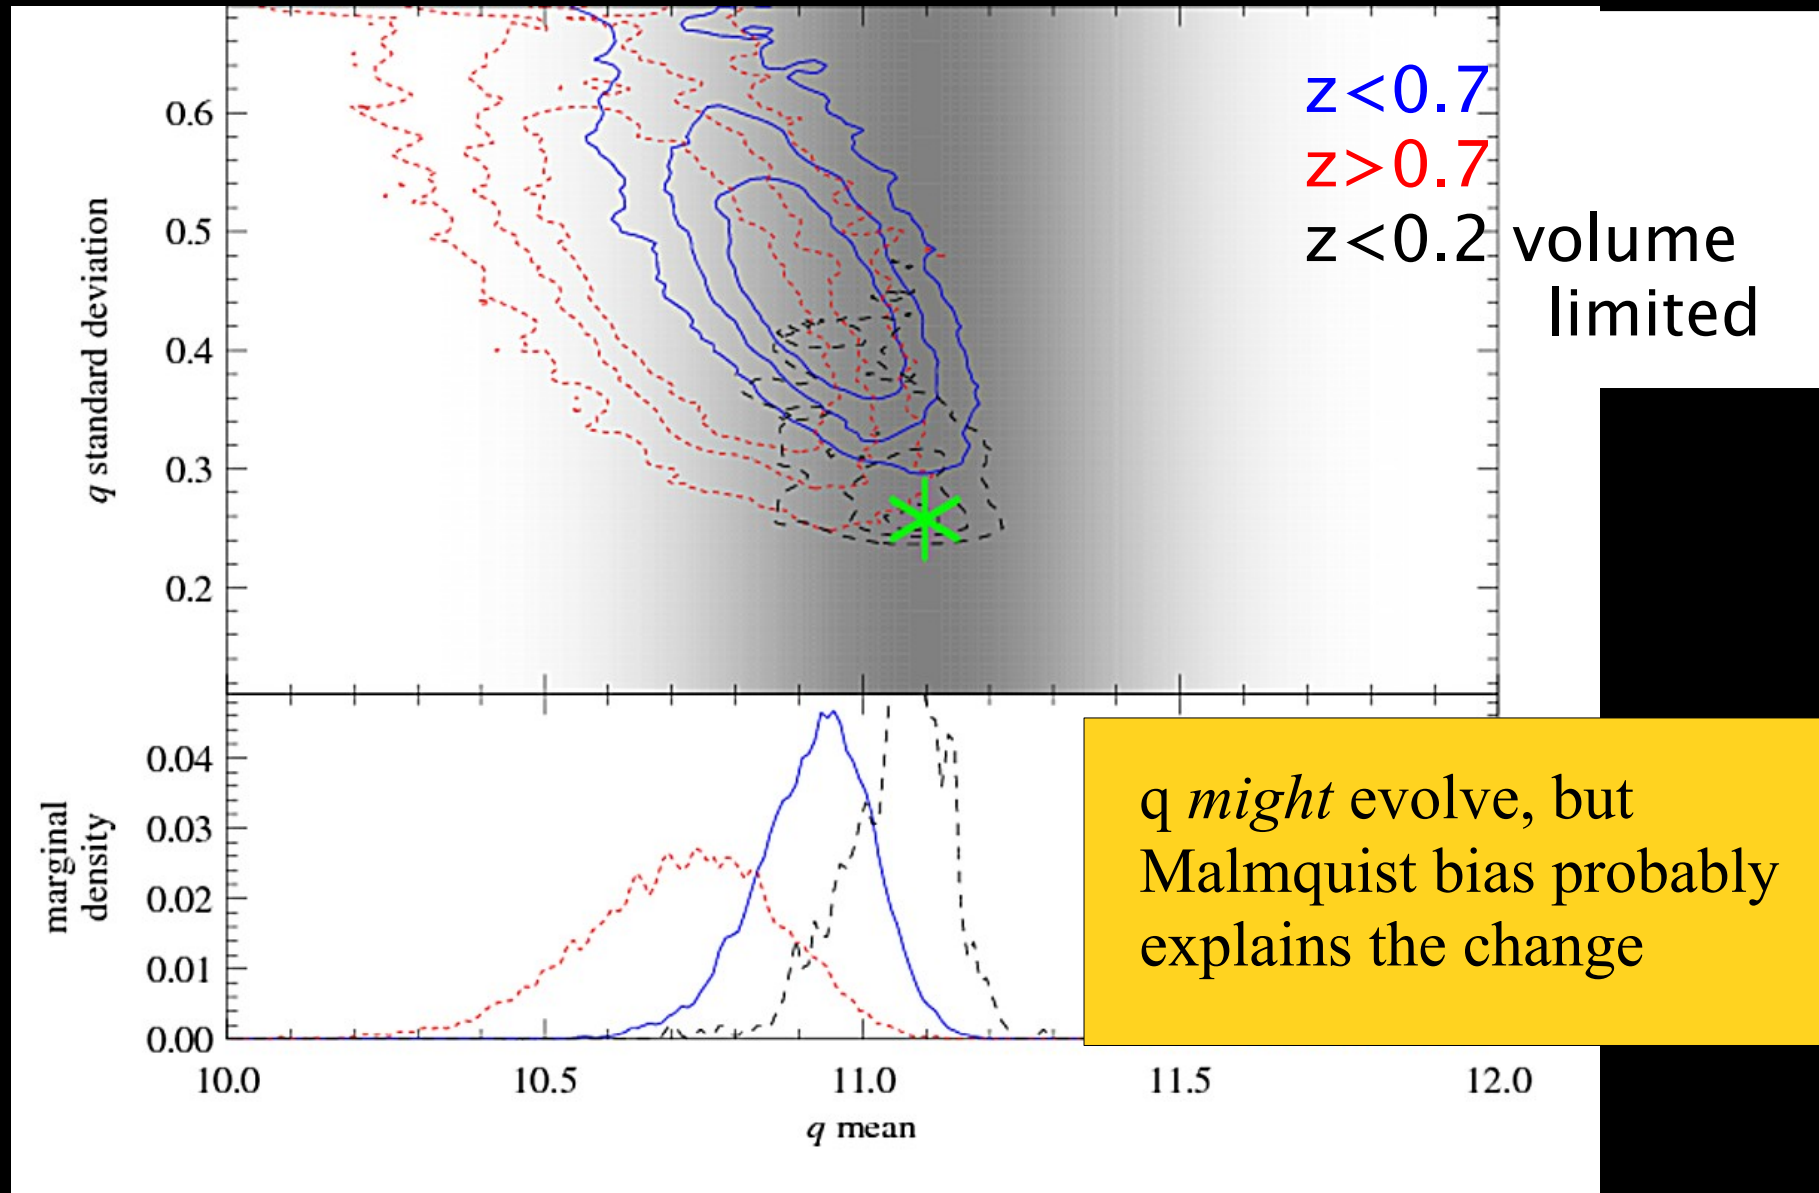 z<0.7
z>0.7
z<0.2 volume
limited
0.6
0.5
0.4
0.3
0.2
q standard deviation
0.04
0.03
0.02
0.01
0.00
marginal
density
q might evolve, but
Malmquist bias probably
explains the change
10.0 10.5 11.0 11.5 12.0
q mean